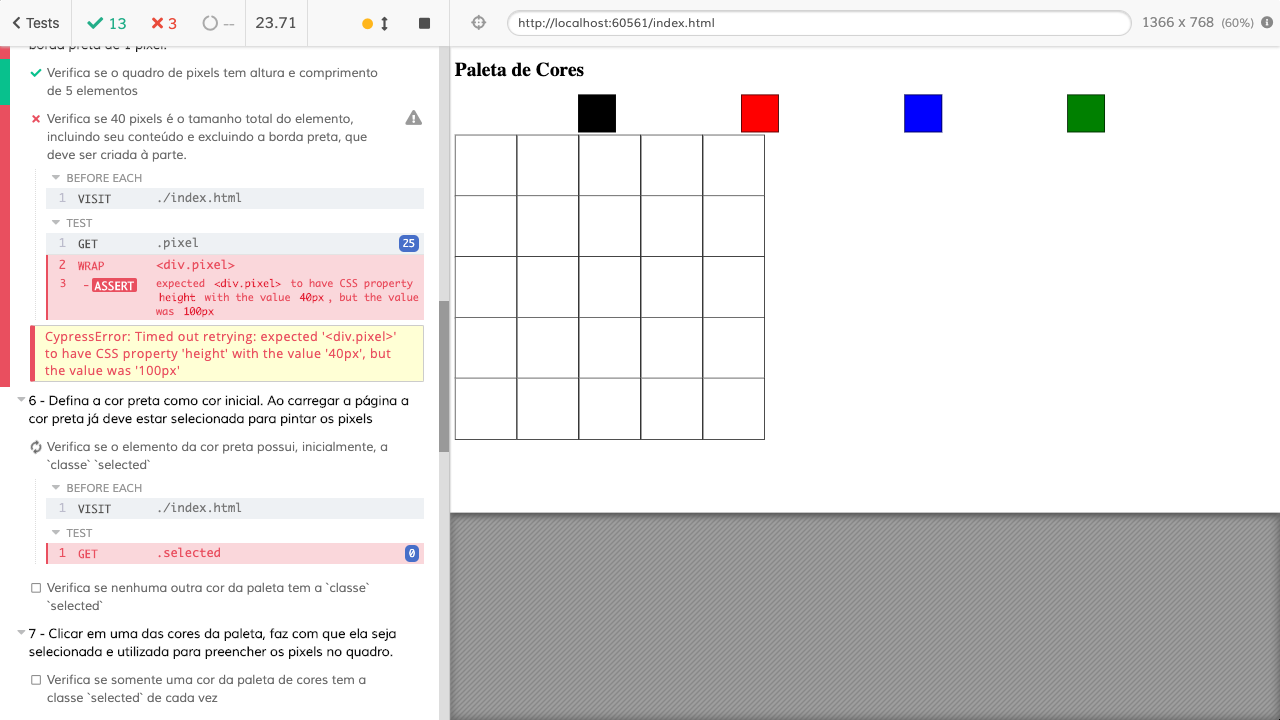 Tests
13
3
--
23.71
http://localhost:60561/index.html
1366 x 768 (60%)
borda preta de 1 pixel.
Verifica se o quadro de pixels tem altura e comprimento
de 5 elementos
Verifica se 40 pixels é o tamanho total do elemento,
incluindo seu conteúdo e excluindo a borda preta, que
deve ser criada à parte.
BEFORE EACH
1 VISIT ./index.html
TEST
1 GET .pixel 25
2 WRAP <div.pixel>
3 - ASSERT expected <div.pixel> to have CSS property
height with the value 40px, but the value
was 100px
CypressError: Timed out retrying: expected '<div.pixel>'
to have CSS property 'height' with the value '40px', but
the value was '100px'
6 - Defina a cor preta como cor inicial. Ao carregar a página a
cor preta já deve estar selecionada para pintar os pixels
Verifica se o elemento da cor preta possui, inicialmente, a
`classe` `selected`
BEFORE EACH
1 VISIT ./index.html
TEST
1 GET .selected 0
Verifica se nenhuma outra cor da paleta tem a `classe`
`selected`
7 - Clicar em uma das cores da paleta, faz com que ela seja
selecionada e utilizada para preencher os pixels no quadro.
Verifica se somente uma cor da paleta de cores tem a
classe `selected` de cada vez
Paleta de Cores